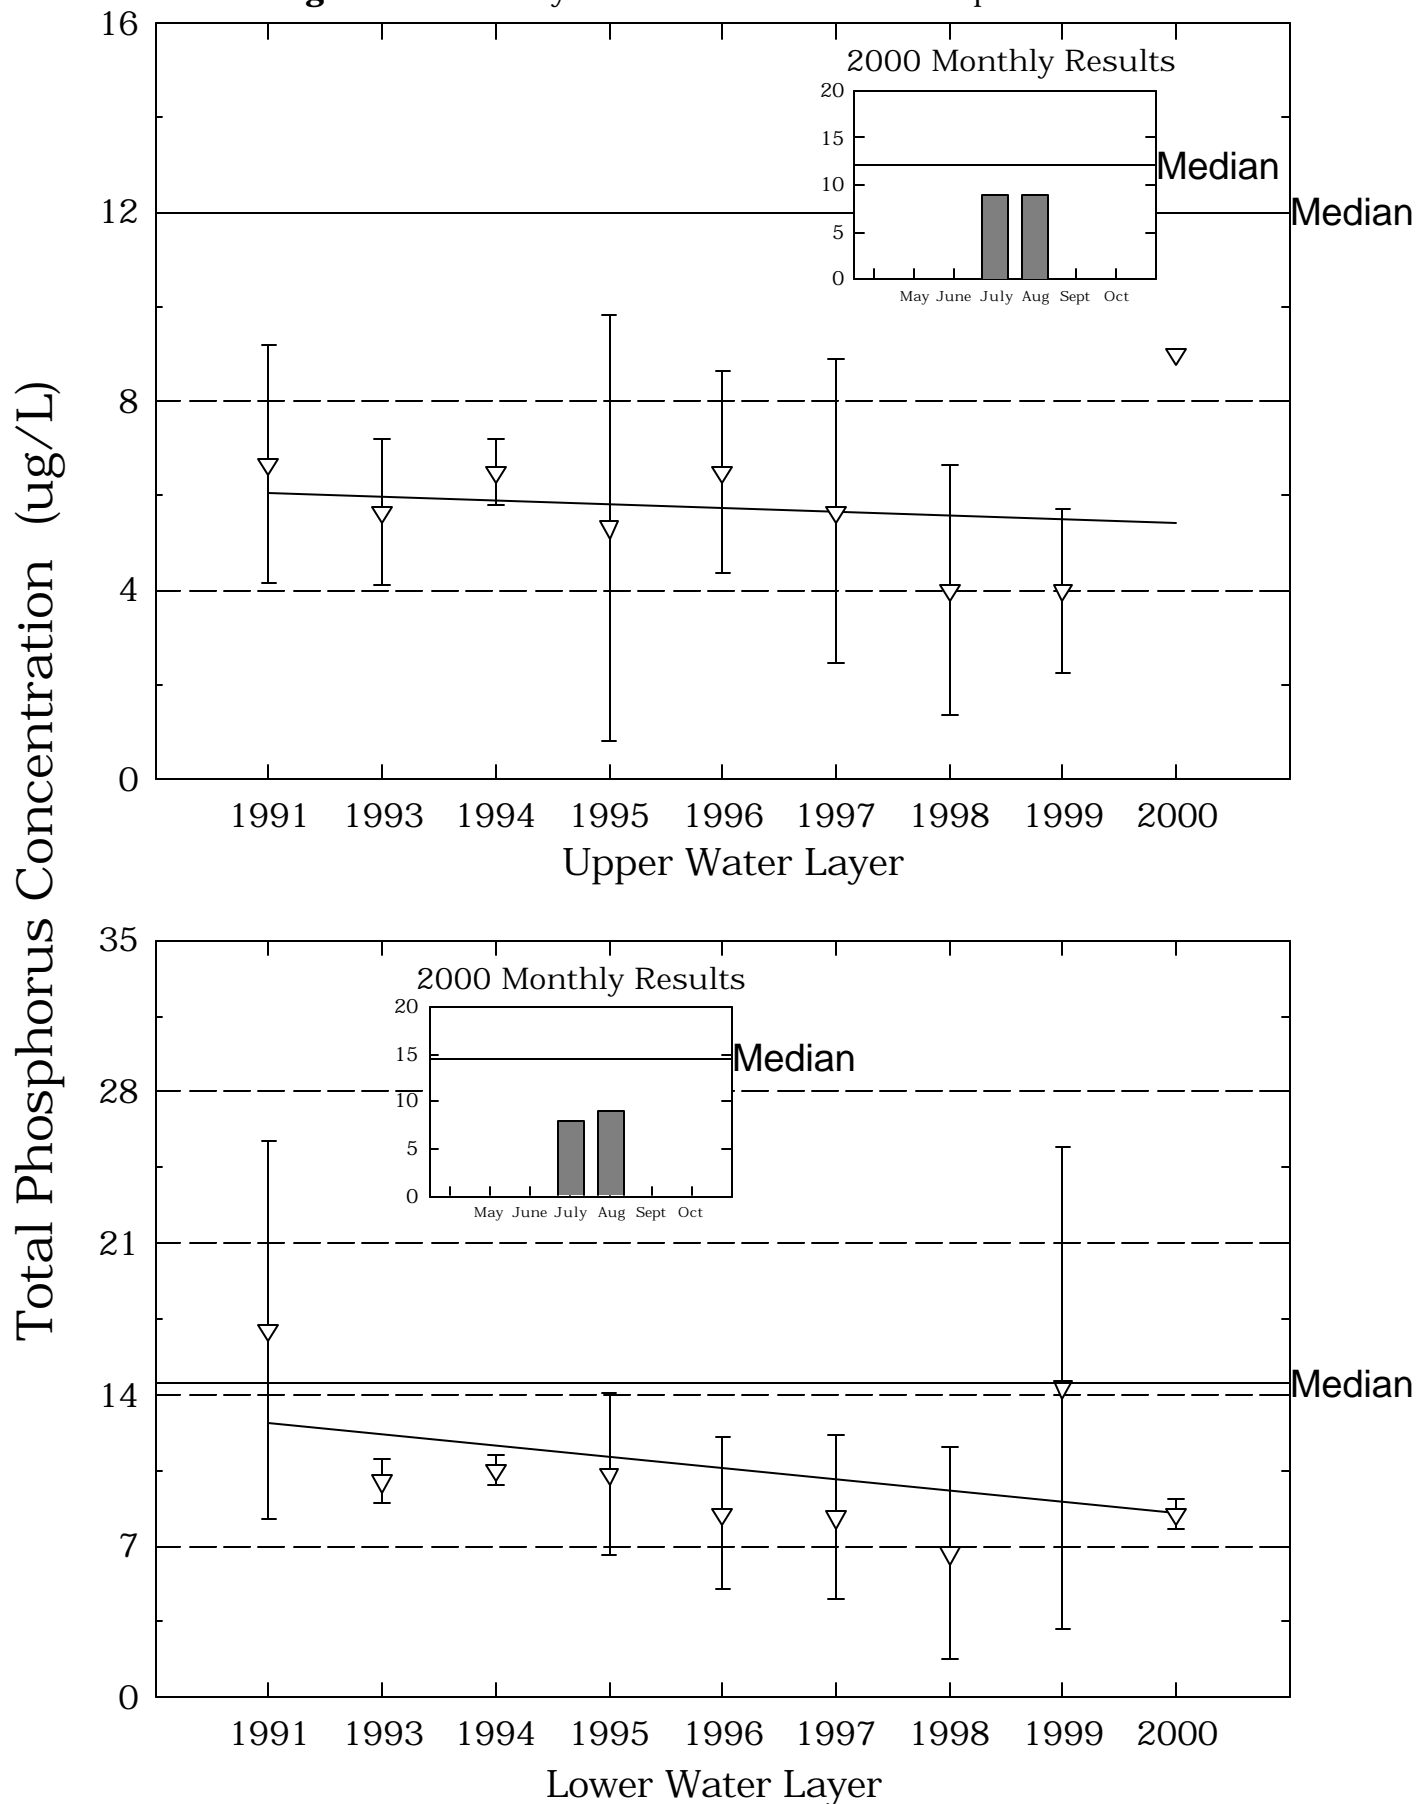 16
2000 Monthly Results
20
15
Median
10
12
Median
5
0
May June July Aug Sept Oct
8
4
0
1991 1993 1994 1995 1996 1997 1998 1999 2000
Upper Water Layer
Total Phosphorus Concentration (ug/L)
35
2000 Monthly Results
20
15
Median
28
10
5
0
May June July Aug Sept Oct
21
14
Median
7
0
1991 1993 1994 1995 1996 1997 1998 1999 2000
Lower Water Layer